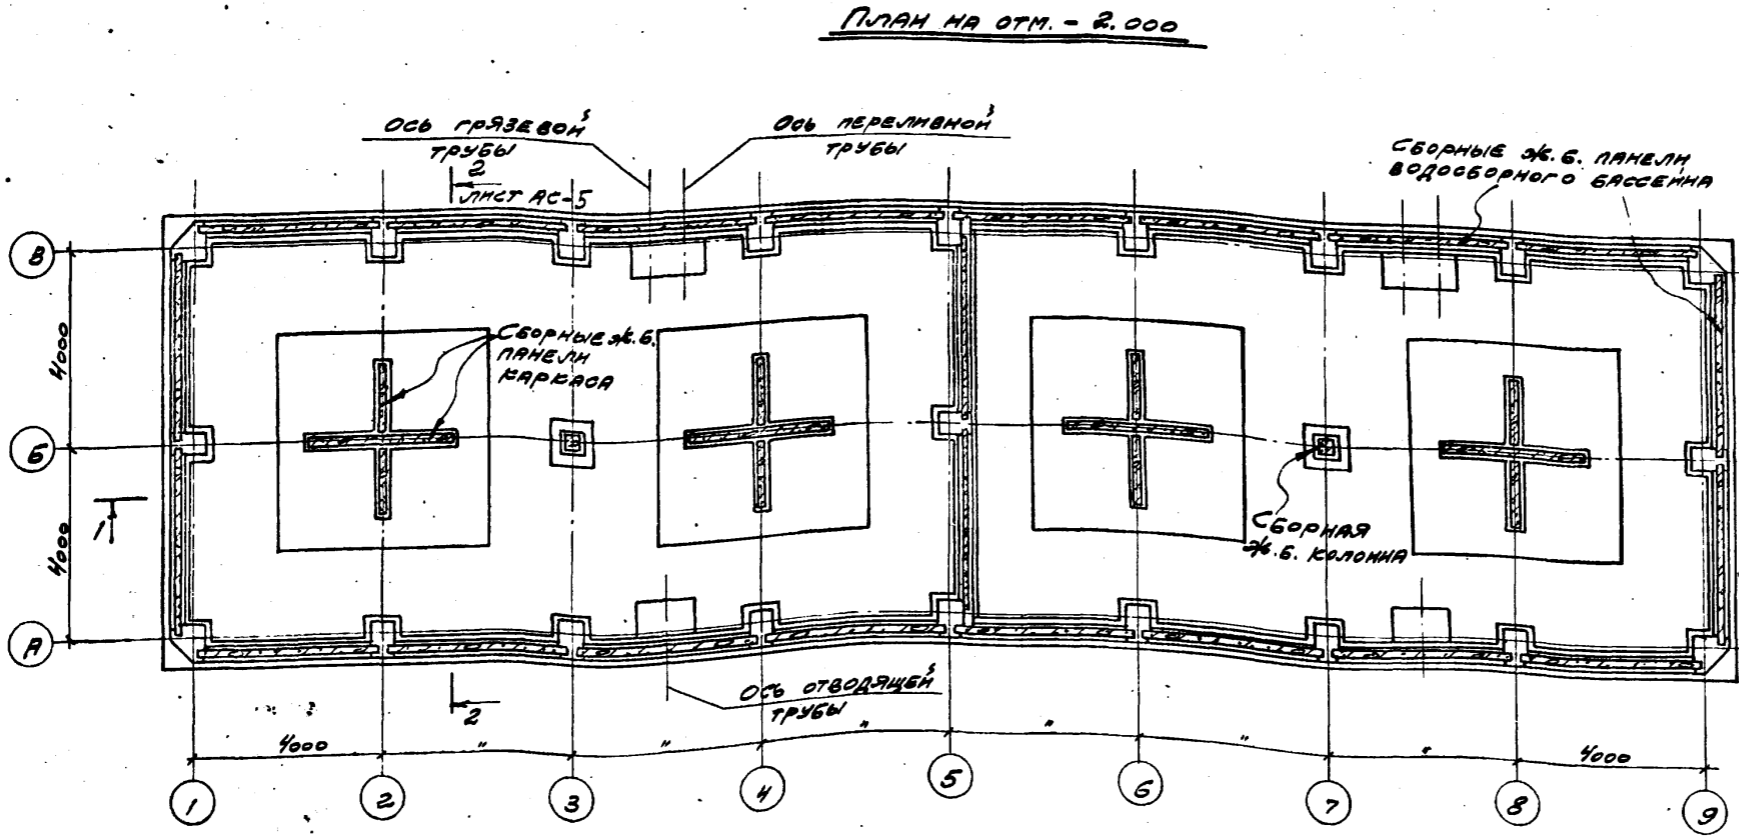 План на отм. - 2.000
Ось грязевой
трубы
Ось переливной
трубы
Сборные ж.б. панели
водосборного бассейна
2
лист АС-5
В
4000
Сборные ж.б.
панели
каркаса
Б
1
4000
Сборная
ж.б. колонна
А
Ось отводящей
трубы
2
4000 " " " " " " 4000
1 2 3 4 5 6 7 8 9